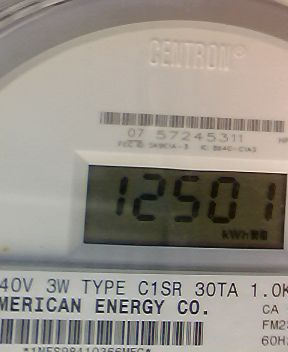 CENTRON®
07 57245311
12501
kWh
40V 3W TYPE C1SR 30TA 1.0K
MERICAN ENERGY CO.
CA
FM2
60H